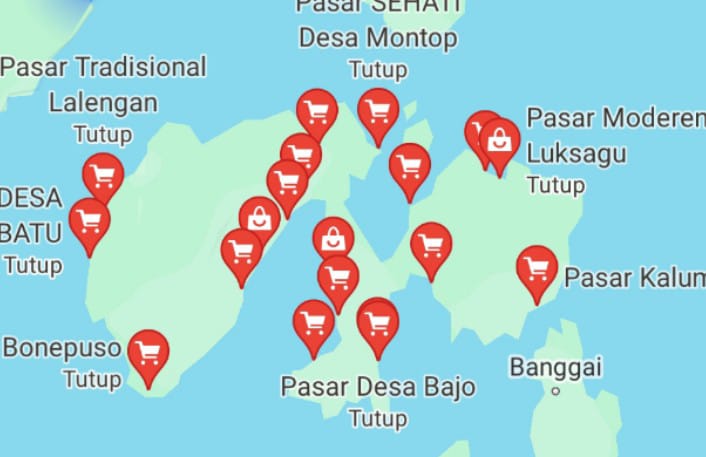 Pasar SEHATI
Desa Montop
Tutup
Pasar Tradisional
Lalengan
Tutup
Pasar Moderen
Luksagu
Tutup
DESA
BATU
Tutup
Pasar Kalum
Bonepuso
Tutup
Pasar Desa Bajo
Tutup
Banggai